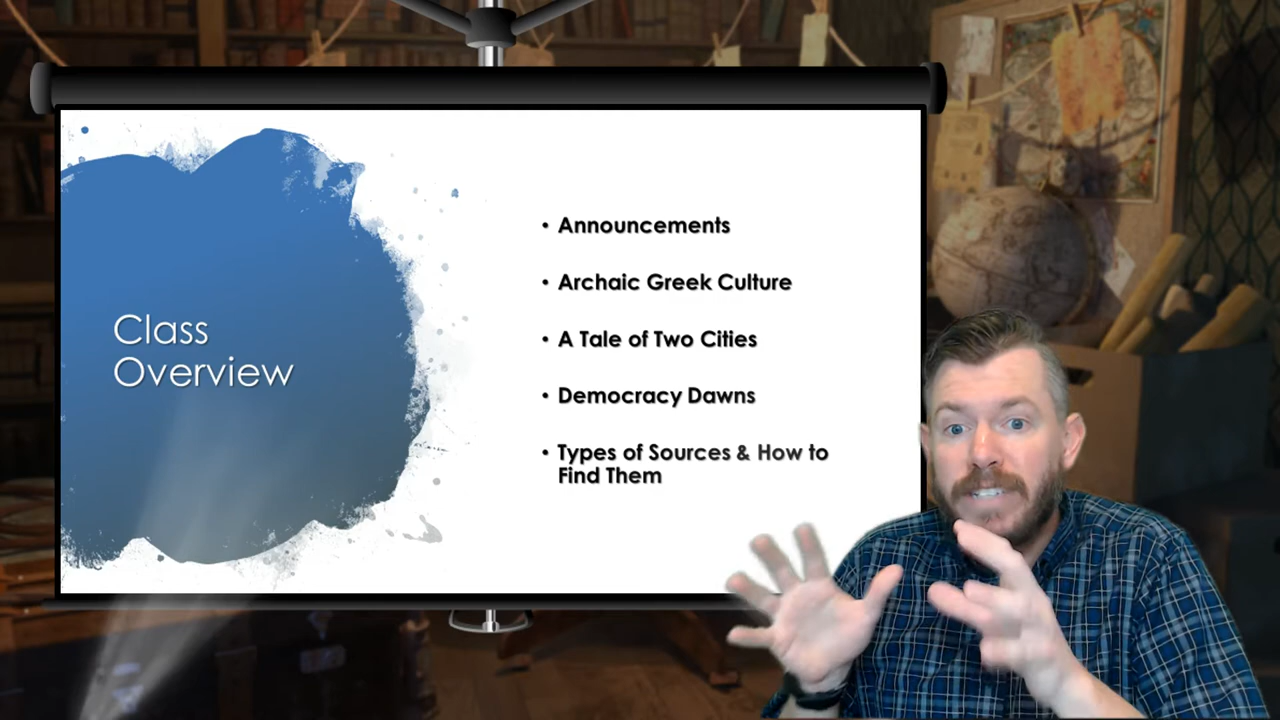 Class
Overview
Announcements
Archaic Greek Culture
A Tale of Two Cities
Democracy Dawns
Types of Sources & How to
Find Them